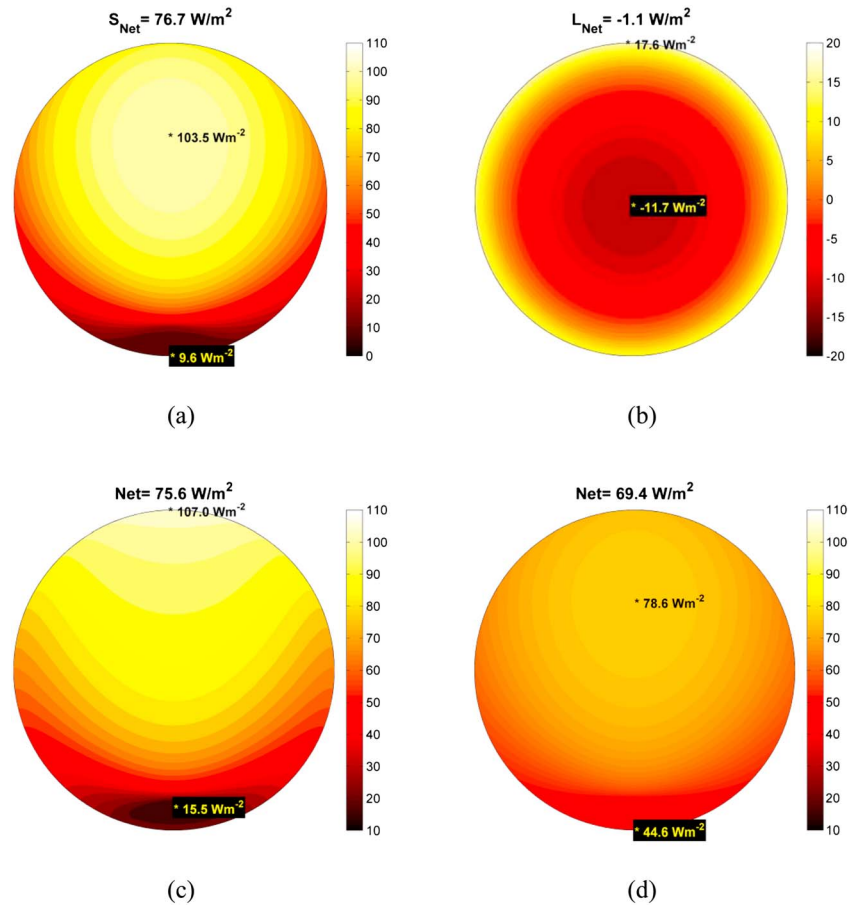 S_Net= 76.7 W/m²
* 103.5 Wm⁻²
* 9.6 Wm⁻²
110
100
90
80
70
60
50
40
30
20
10
0
(a)
L_Net= -1.1 W/m²
* 17.6 Wm⁻²
* -11.7 Wm⁻²
20
15
10
5
0
-5
-10
-15
-20
(b)
Net= 75.6 W/m²
* 107.0 Wm⁻²
* 15.5 Wm⁻²
110
100
90
80
70
60
50
40
30
20
10
(c)
Net= 69.4 W/m²
* 78.6 Wm⁻²
* 44.6 Wm⁻²
110
100
90
80
70
60
50
40
30
20
10
(d)